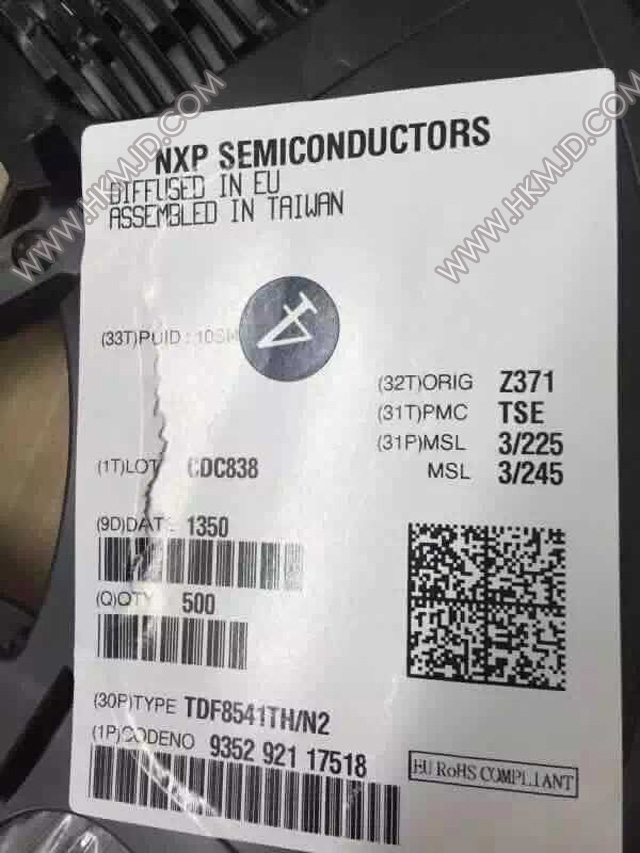 WWW.HKMJD.COM
WWW.HKMJD.COM
NXP SEMICONDUCTORS
DIFFUSED IN EU
ASSEMBLED IN TAIWAN
(33T)PUID :
(32T)ORIG Z371
(31T)PMC TSE
(31P)MSL 3/225
MSL 3/245
(1T)LOT CDC838
(9D)DATE 1350
(Q)QTY 500
(30P)TYPE TDF8541TH/N2
(1P)CODENO 9352 921 17518
EU RoHS COMPLIANT